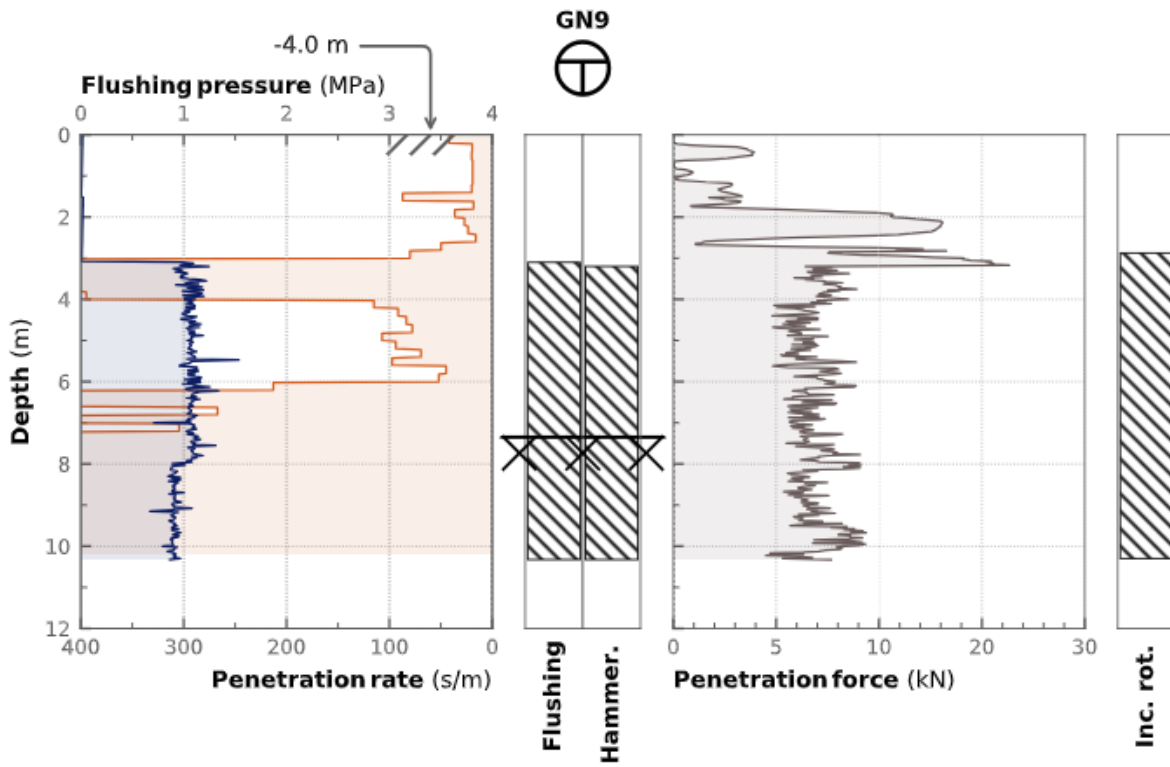 GN9
-4.0 m
Flushing pressure (MPa)
0 1 2 3 4
0
2
4
6
8
10
12
Depth (m)
400 300 200 100 0
Penetration rate (s/m)
Flushing
Hammer.
0 5 10 20 30
Penetration force (kN)
Inc. rot.